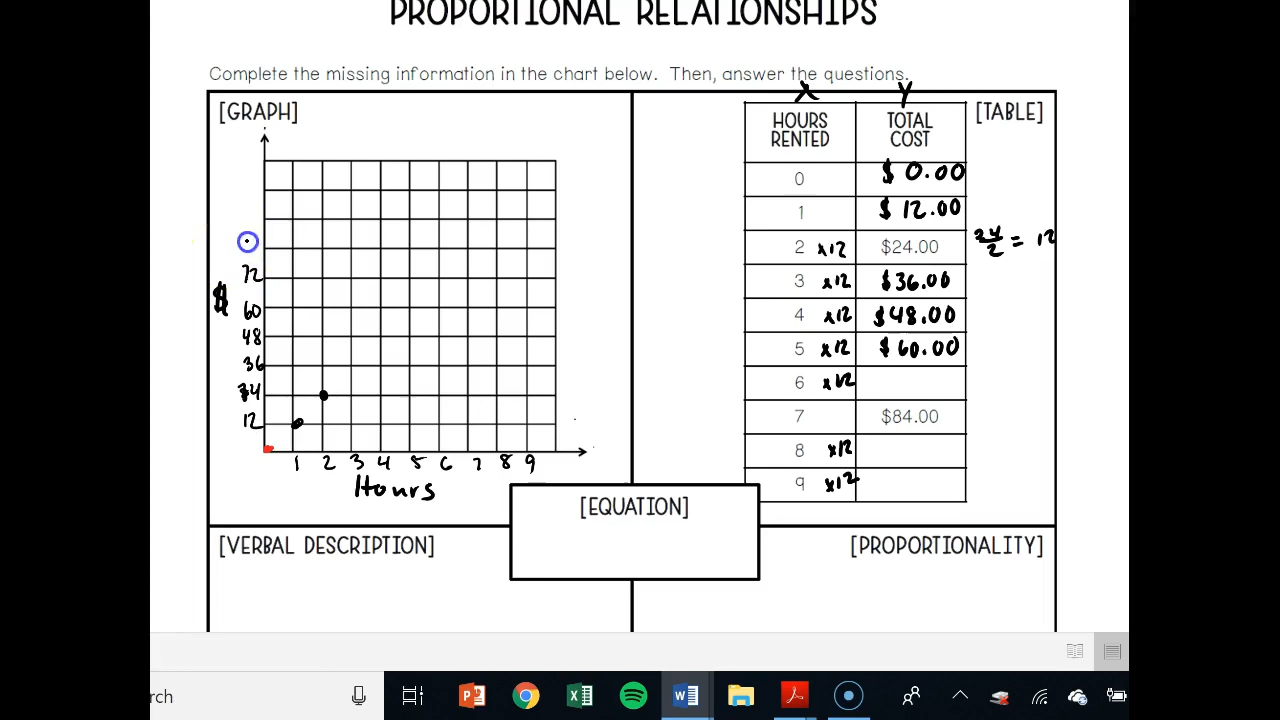 PROPORTIONAL RELATIONSHIPS
Complete the missing information in the chart below. Then, answer the questions.
[GRAPH]
72
$
60
48
36
24
12
1 2 3 4 5 6 7 8 9
Hours
X Y
HOURS RENTED TOTAL COST
[TABLE]
0 $ 0.00
1 $ 12.00
2 x12 $24.00 24/2 = 12
3 x12 $36.00
4 x12 $48.00
5 x12 $60.00
6 x12
7 $84.00
8 x12
9 x12
[EQUATION]
[VERBAL DESCRIPTION]
[PROPORTIONALITY]
rch